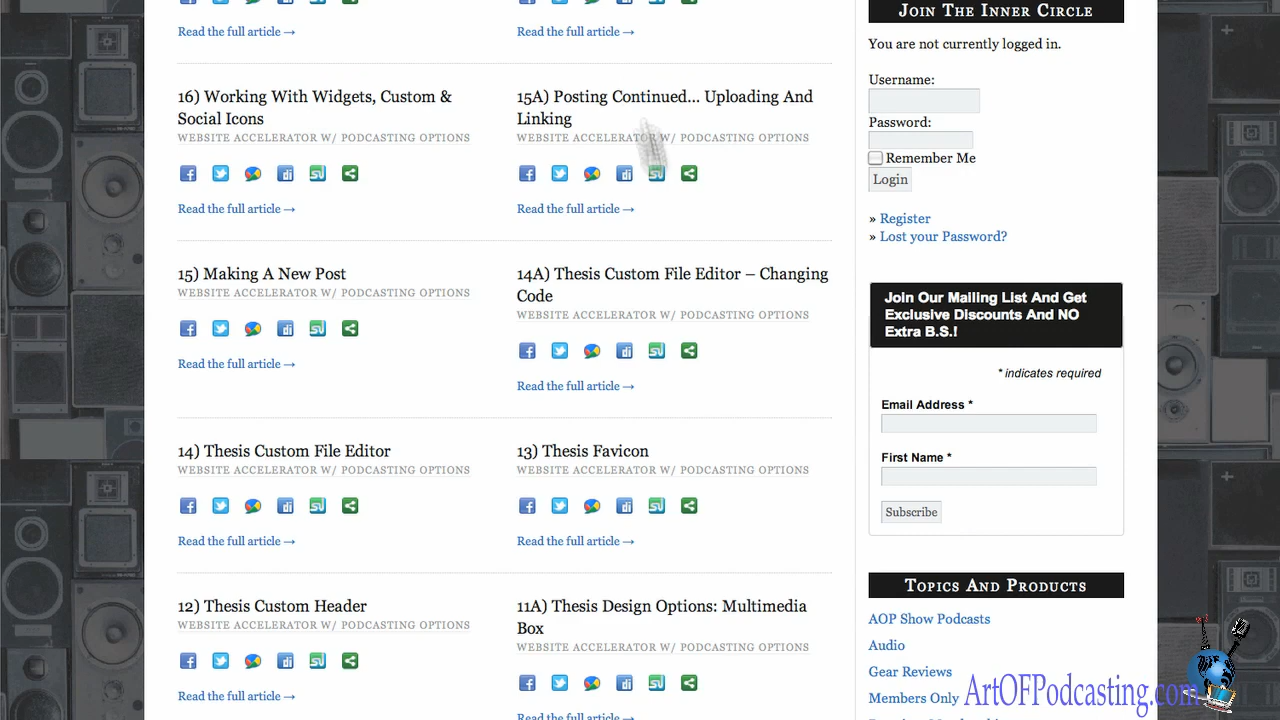 Read the full article →
Read the full article →
16) Working With Widgets, Custom &
Social Icons
WEBSITE ACCELERATOR W/ PODCASTING OPTIONS
Read the full article →
15A) Posting Continued… Uploading And
Linking
WEBSITE ACCELERATOR W/ PODCASTING OPTIONS
Read the full article →
15) Making A New Post
WEBSITE ACCELERATOR W/ PODCASTING OPTIONS
Read the full article →
14A) Thesis Custom File Editor – Changing
Code
WEBSITE ACCELERATOR W/ PODCASTING OPTIONS
Read the full article →
14) Thesis Custom File Editor
WEBSITE ACCELERATOR W/ PODCASTING OPTIONS
Read the full article →
13) Thesis Favicon
WEBSITE ACCELERATOR W/ PODCASTING OPTIONS
Read the full article →
12) Thesis Custom Header
WEBSITE ACCELERATOR W/ PODCASTING OPTIONS
Read the full article →
11A) Thesis Design Options: Multimedia
Box
WEBSITE ACCELERATOR W/ PODCASTING OPTIONS
Read the full article →
Join The Inner Circle
You are not currently logged in.
Username:
Password:
Remember Me
Login
» Register
» Lost your Password?
Join Our Mailing List And Get
Exclusive Discounts And NO
Extra B.S.!
* indicates required
Email Address *
First Name *
Subscribe
Topics And Products
AOP Show Podcasts
Audio
Gear Reviews
Members Only
ArtOFPodcasting.com